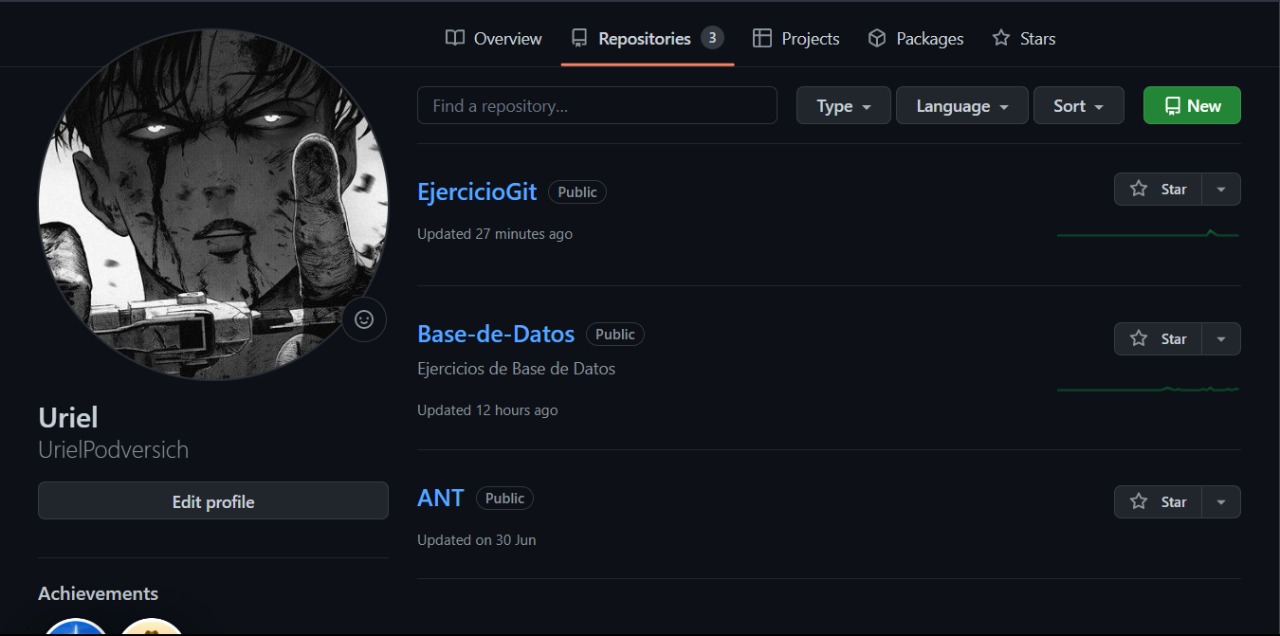 Overview
Repositories 3
Projects
Packages
Stars
Find a repository...
Type
Language
Sort
New
EjercicioGit Public
Star
Updated 27 minutes ago
Base-de-Datos Public
Star
Ejercicios de Base de Datos
Updated 12 hours ago
ANT Public
Star
Updated on 30 Jun
Uriel
UrielPodversich
Edit profile
Achievements